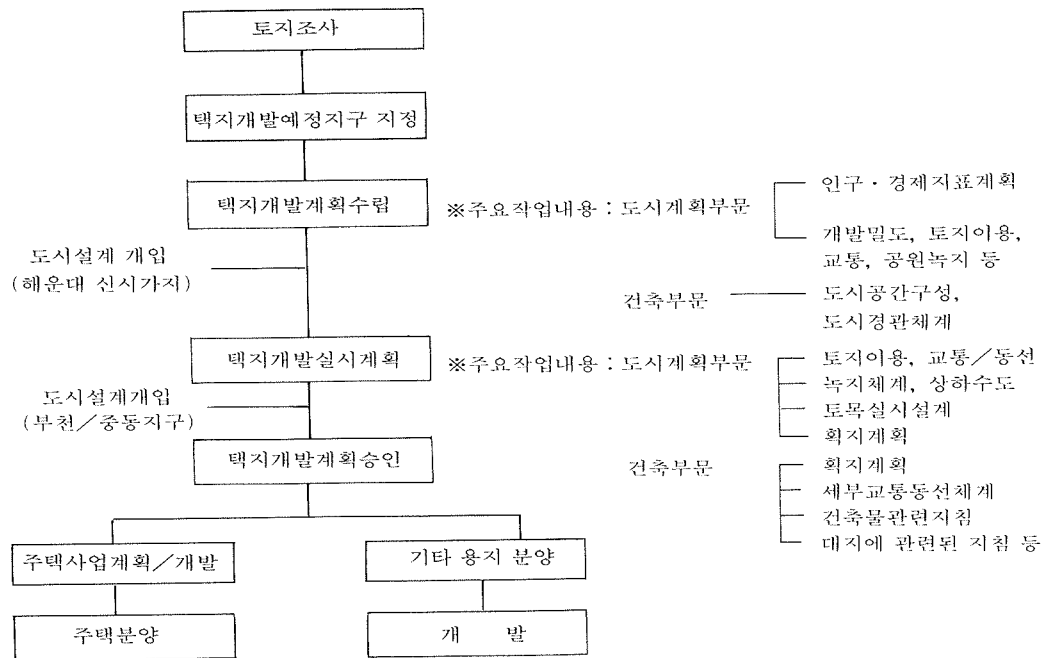 토지조사
택지개발예정지구 지정
택지개발계획수립
※주요작업내용 : 도시계획부문
인구 · 경제지표계획
개발밀도, 토지이용,
교통, 공원녹지 등
도시설계 개입
(해운대 신시가지)
건축부문
도시공간구성,
도시경관체계
택지개발실시계획
※주요작업내용 : 도시계획부문
토지이용, 교통／동선
녹지체계, 상하수도
토목실시설계
획지계획
도시설계개입
(부천／중동지구)
택지개발계획승인
건축부문
획지계획
세부교통동선체계
건축물관련지침
대지에 관련된 지침 등
주택사업계획／개발
기타 용지 분양
주택분양
개 발